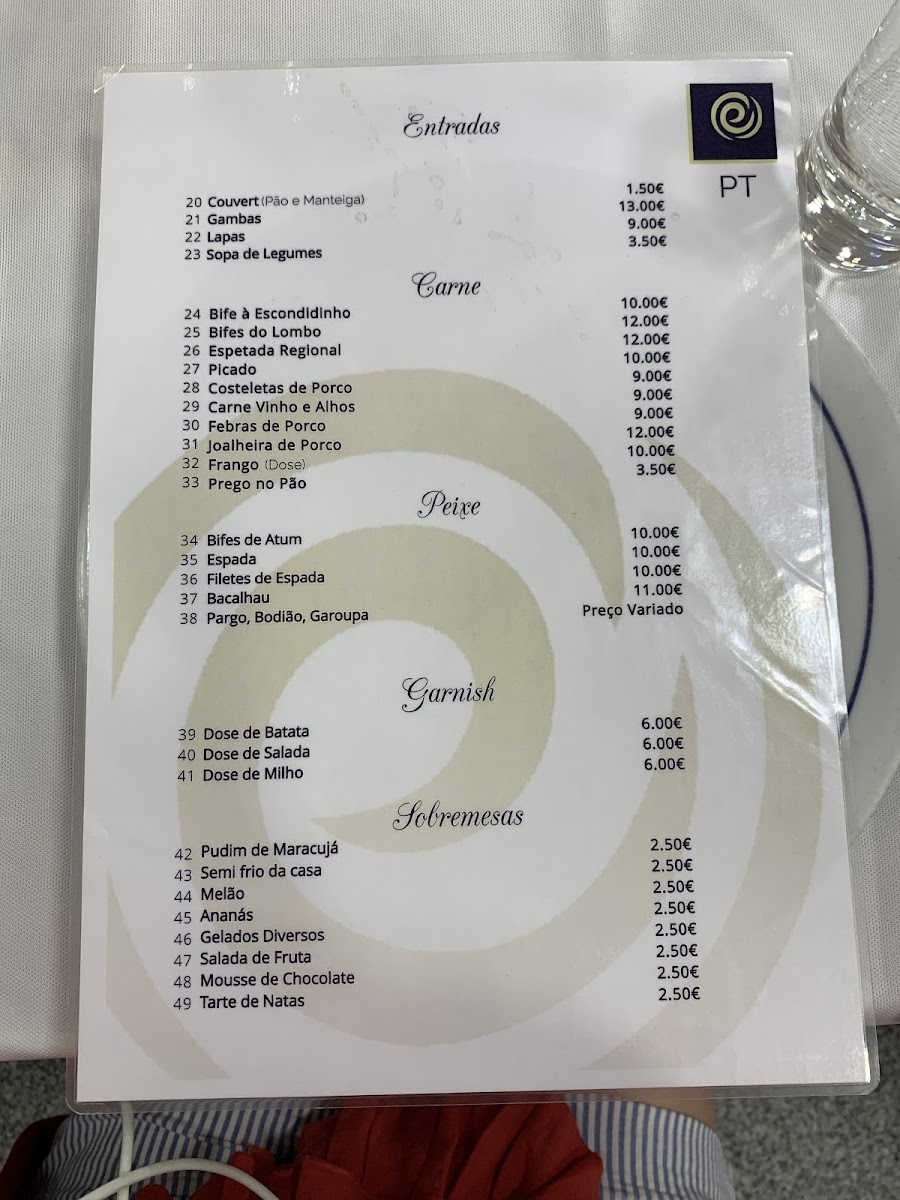 PT
Entradas
20 Couvert (Pão e Manteiga) 1.50€
21 Gambas 13.00€
22 Lapas 9.00€
23 Sopa de Legumes 3.50€
Carne
24 Bife à Escondidinho 10.00€
25 Bifes do Lombo 12.00€
26 Espetada Regional 12.00€
27 Picado 10.00€
28 Costeletas de Porco 9.00€
29 Carne Vinho e Alhos 9.00€
30 Febras de Porco 9.00€
31 Joalheira de Porco 12.00€
32 Frango (Dose) 10.00€
33 Prego no Pão 3.50€
Peixe
34 Bifes de Atum 10.00€
35 Espada 10.00€
36 Filetes de Espada 10.00€
37 Bacalhau 11.00€
38 Pargo, Bodião, Garoupa Preço Variado
Garnish
39 Dose de Batata 6.00€
40 Dose de Salada 6.00€
41 Dose de Milho 6.00€
Sobremesas
42 Pudim de Maracujá 2.50€
43 Semi frio da casa 2.50€
44 Melão 2.50€
45 Ananás 2.50€
46 Gelados Diversos 2.50€
47 Salada de Fruta 2.50€
48 Mousse de Chocolate 2.50€
49 Tarte de Natas 2.50€